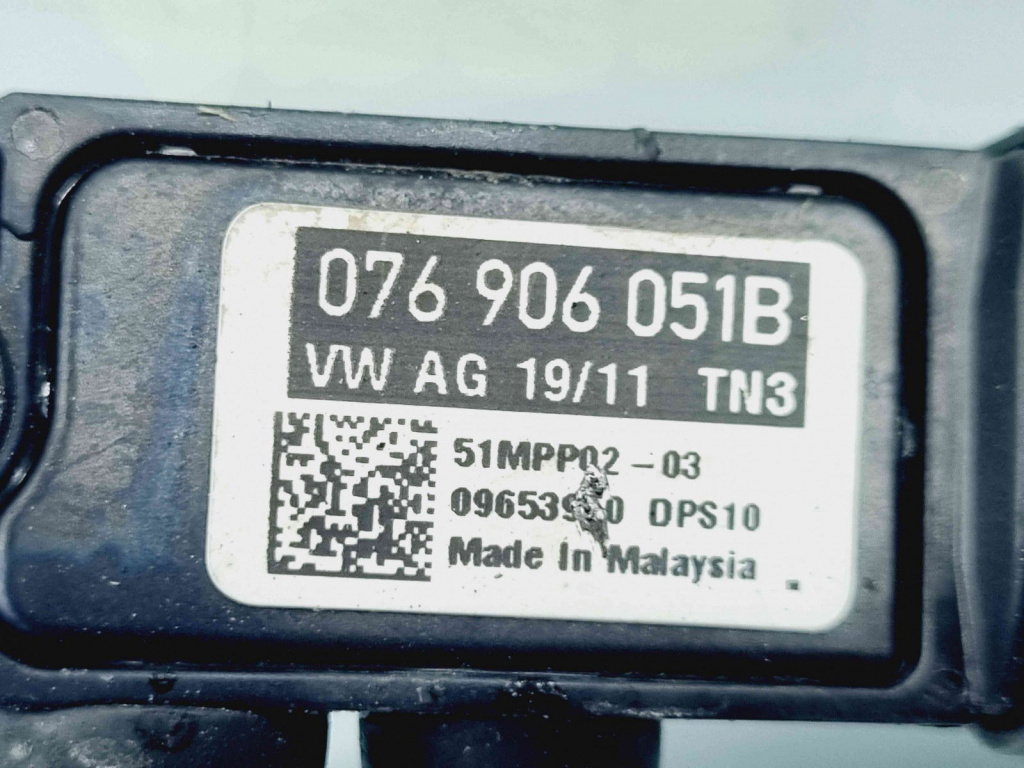 076 906 051B
VW AG 19/11 TN3
51MPP02-03
DPS10
Made In Malaysia